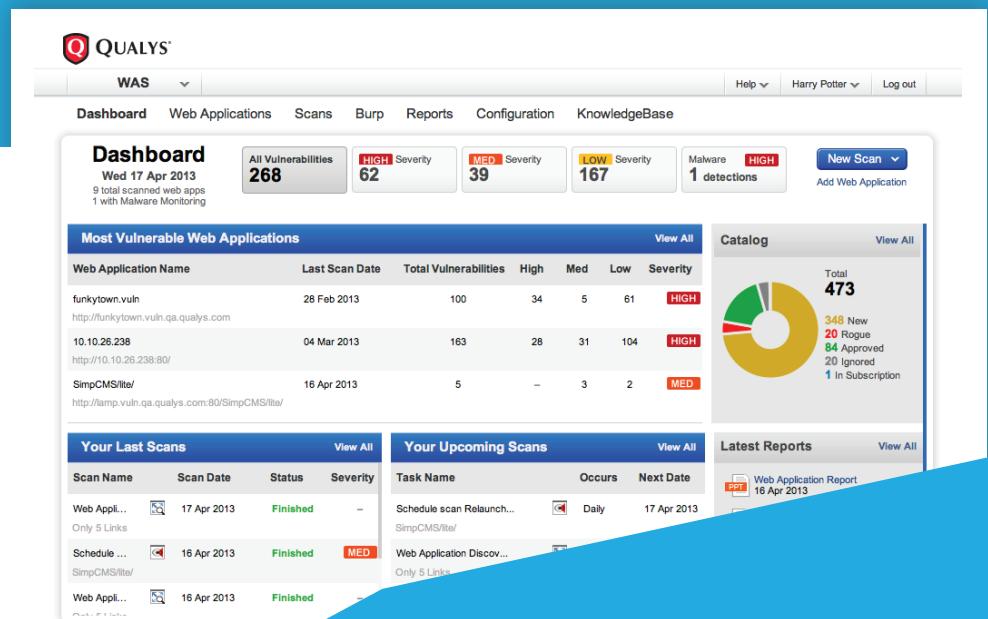 QUALYS®
WAS
Help Harry Potter Log out
Dashboard Web Applications Scans Burp Reports Configuration KnowledgeBase
Dashboard
Wed 17 Apr 2013
9 total scanned web apps
1 with Malware Monitoring
All Vulnerabilities
268
HIGH Severity
62
MED Severity
39
LOW Severity
167
Malware HIGH
1 detections
New Scan
Add Web Application
Most Vulnerable Web Applications View All
Web Application Name Last Scan Date Total Vulnerabilities High Med Low Severity
funkytown.vuln 28 Feb 2013 100 34 5 61 HIGH
http://funkytown.vuln.qa.qualys.com
10.10.26.238 04 Mar 2013 163 28 31 104 HIGH
http://10.10.26.238:80/
SimpCMS/lite/ 16 Apr 2013 5 – 3 2 MED
http://lamp.vuln.qa.qualys.com:80/SimpCMS/lite/
Catalog View All
Total
473
348 New
20 Rogue
84 Approved
20 Ignored
1 In Subscription
Your Last Scans View All
Scan Name Scan Date Status Severity
Web Appli... 17 Apr 2013 Finished –
Only 5 Links
Schedule ... 16 Apr 2013 Finished MED
SimpCMS/lite/
Web Appli... 16 Apr 2013 Finished –
Only 5 Links
Your Upcoming Scans View All
Task Name Occurs Next Date
Schedule scan Relaunch... Daily 17 Apr 2013
SimpCMS/lite/
Web Application Discov...
Only 5 Links
Latest Reports View All
PPT Web Application Report
16 Apr 2013